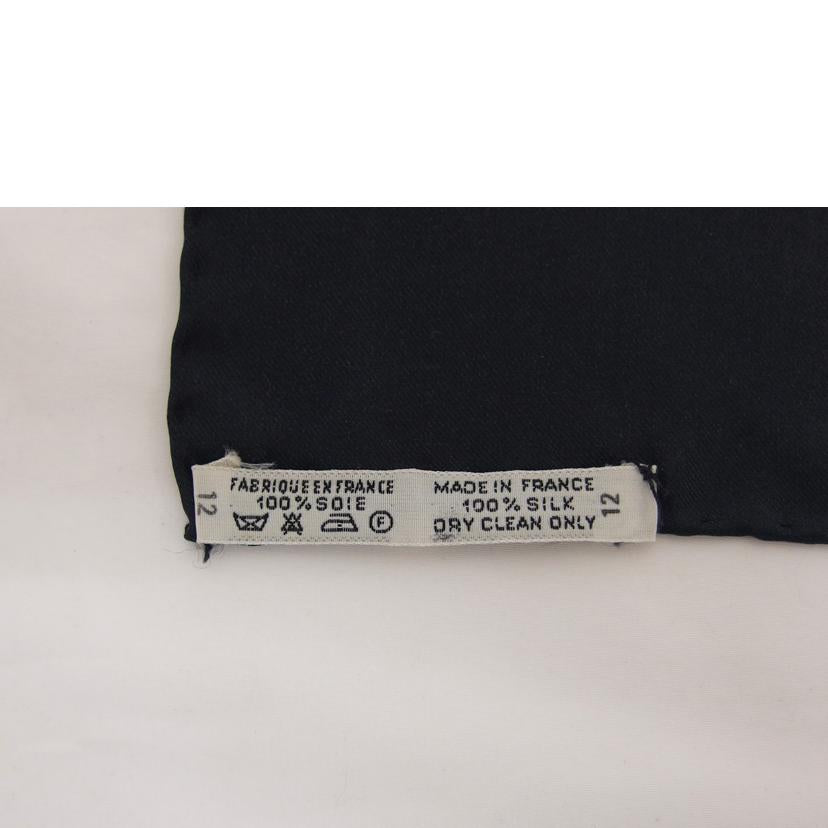 12
FABRIQUE EN FRANCE
100% SOIE
F
MADE IN FRANCE
100% SILK
DRY CLEAN ONLY
12